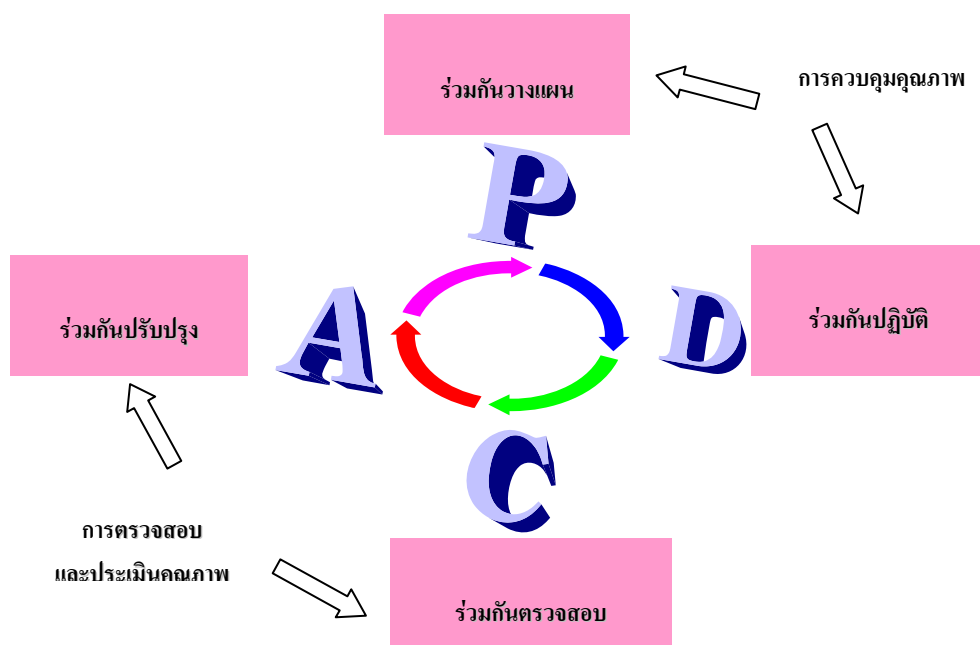 ร่วมกันวางแผน
การควบคุมคุณภาพ
P
ร่วมกันปรับปรุง
A
D
ร่วมกันปฏิบัติ
C
การตรวจสอบ
และประเมินคุณภาพ
ร่วมกันตรวจสอบ